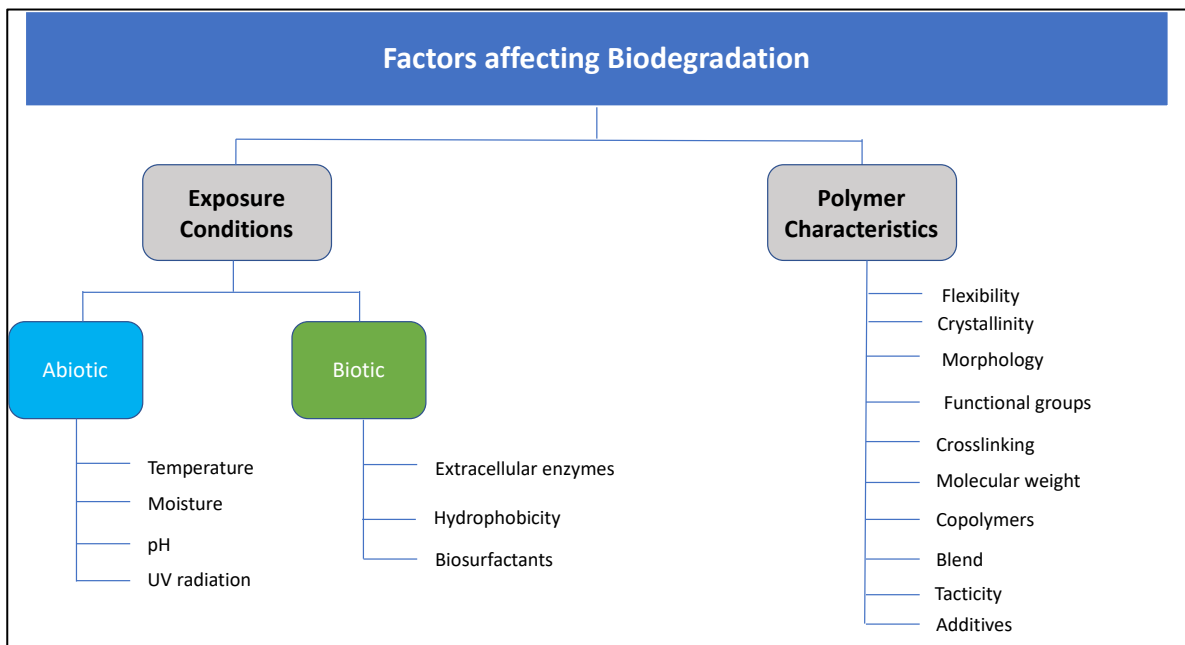 Factors affecting Biodegradation
Exposure
Conditions
Polymer
Characteristics
Abiotic
Biotic
Temperature
Moisture
pH
UV radiation
Extracellular enzymes
Hydrophobicity
Biosurfactants
Flexibility
Crystallinity
Morphology
Functional groups
Crosslinking
Molecular weight
Copolymers
Blend
Tacticity
Additives